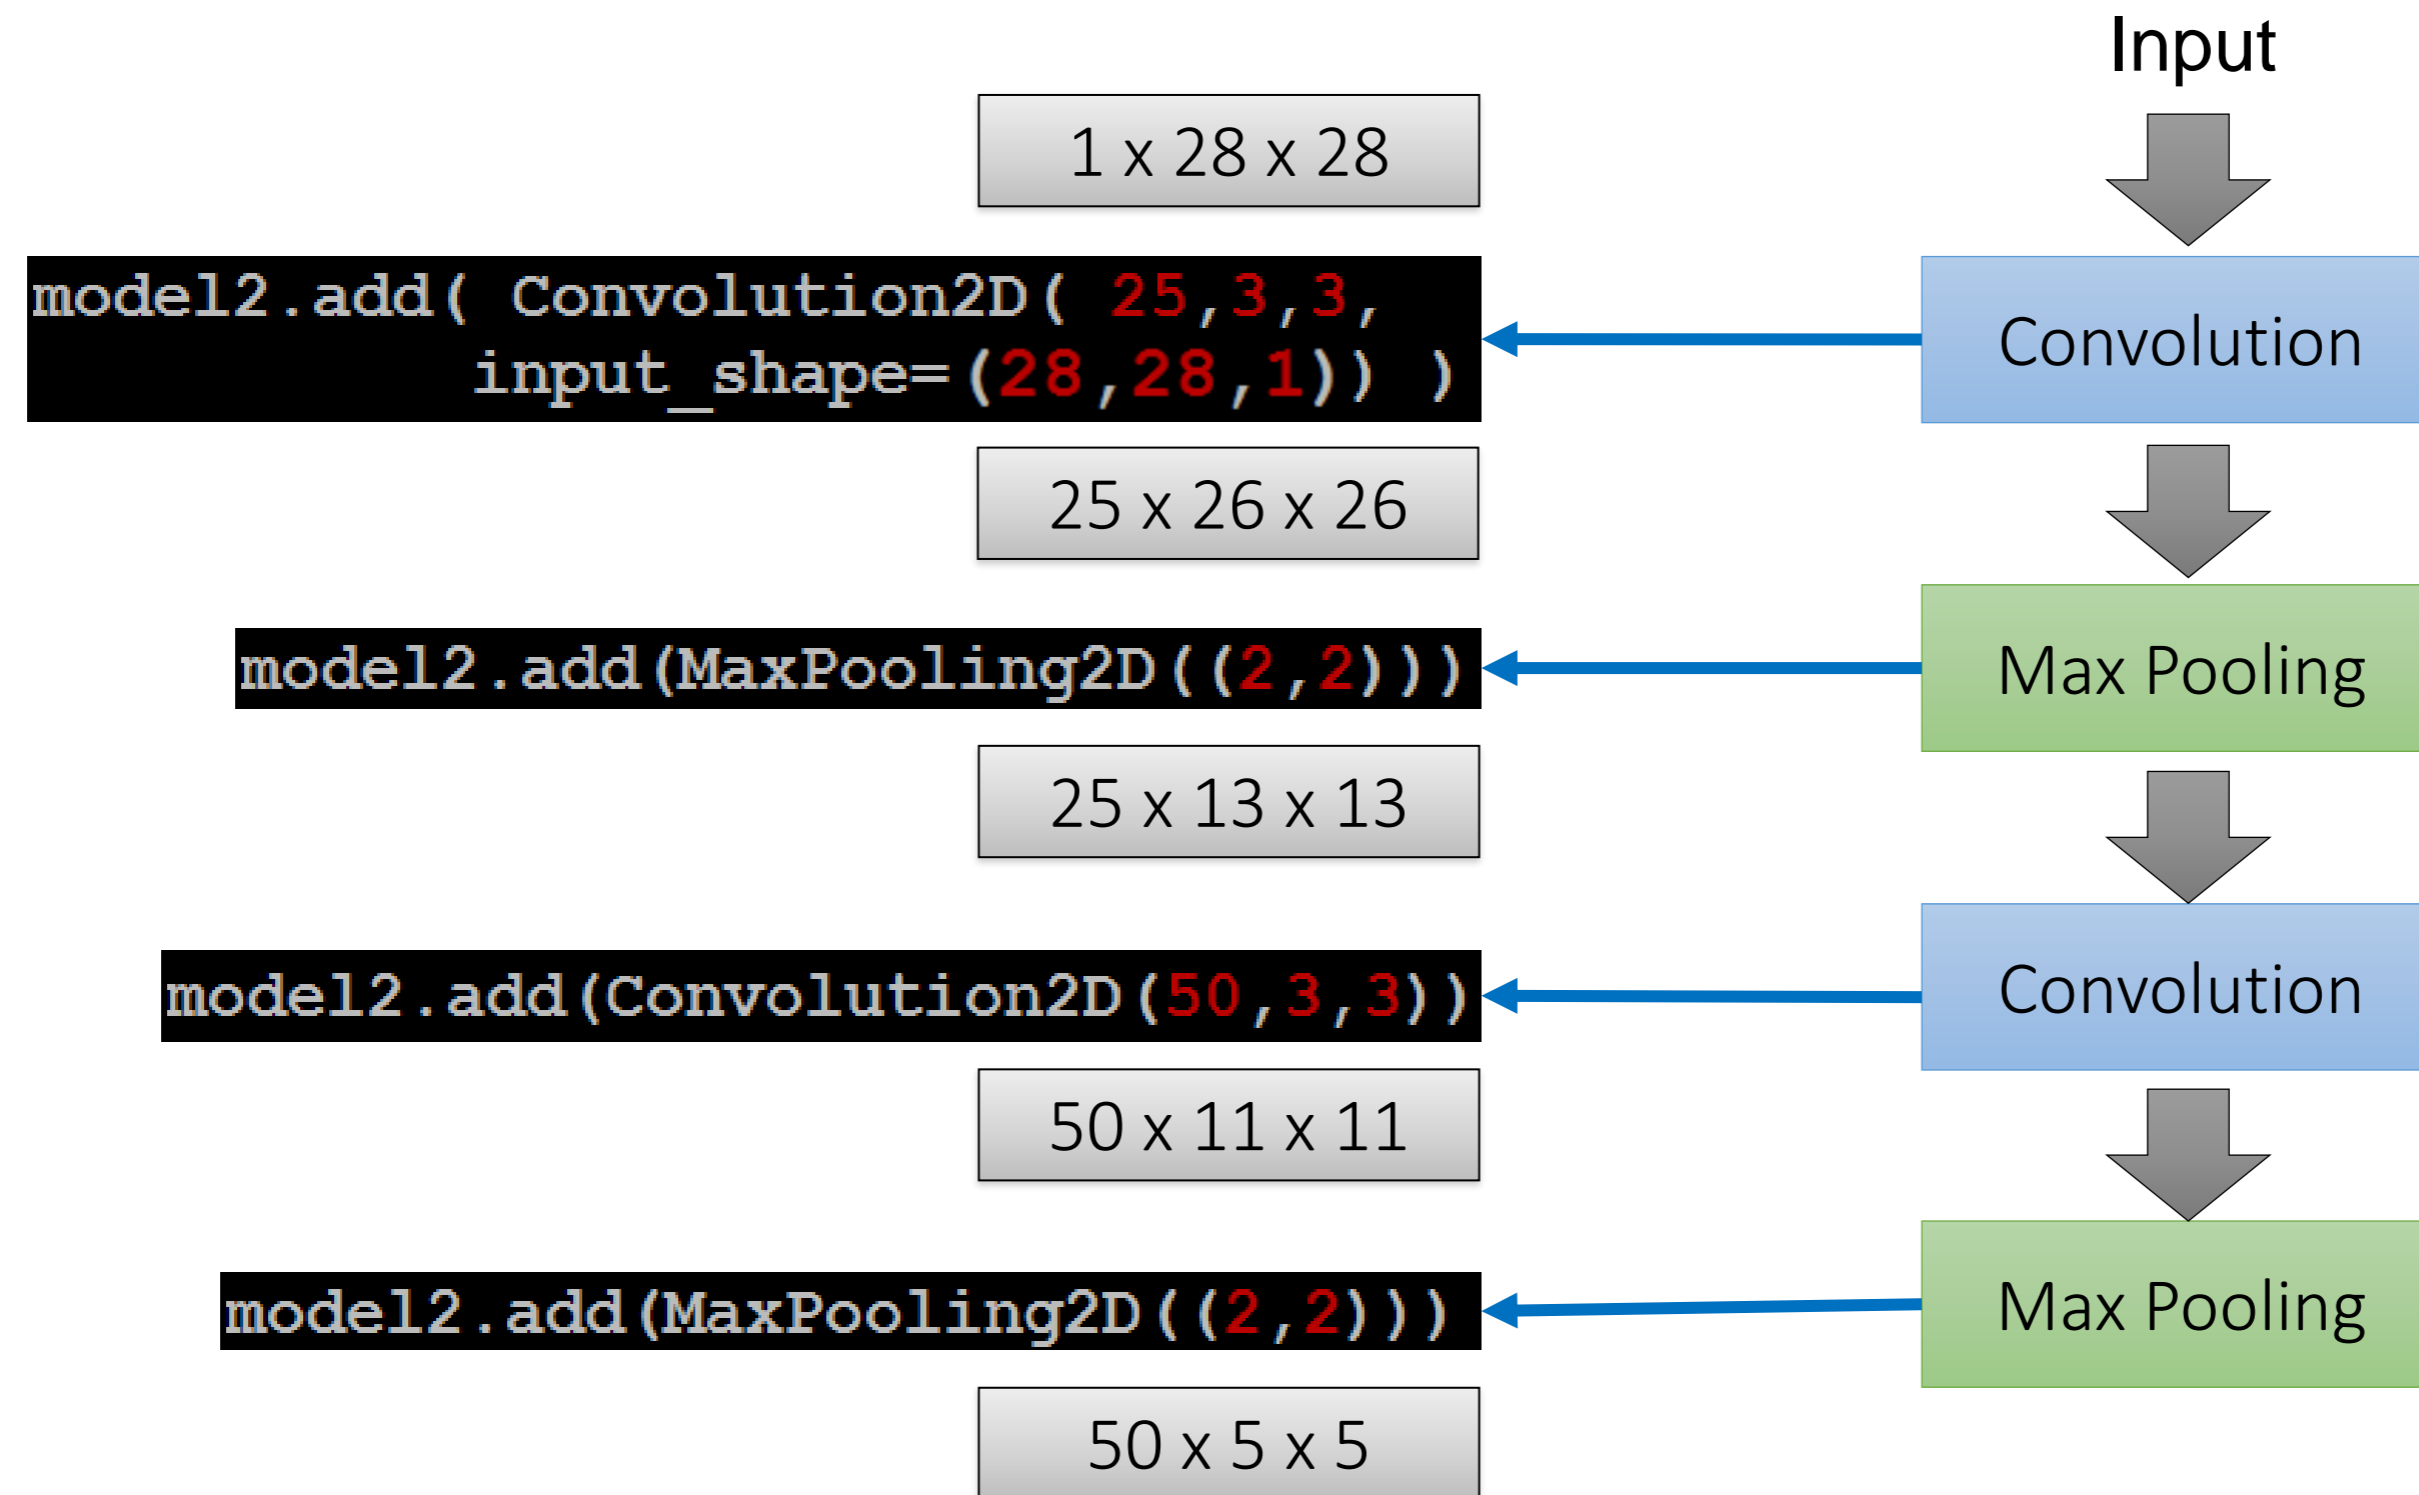 Input
1 x 28 x 28
model2.add( Convolution2D( 25,3,3,
input_shape=(28,28,1)) )
Convolution
25 x 26 x 26
model2.add(MaxPooling2D((2,2)))
Max Pooling
25 x 13 x 13
model2.add(Convolution2D(50,3,3))
Convolution
50 x 11 x 11
model2.add(MaxPooling2D((2,2)))
Max Pooling
50 x 5 x 5